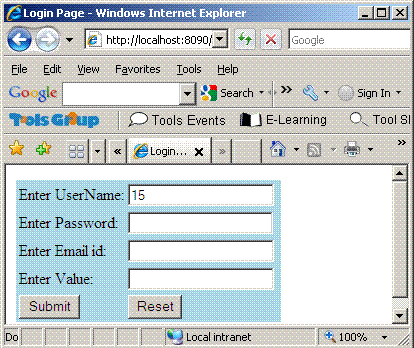 Login Page - Windows Internet Explorer
http://localhost:8090/
Google
File Edit View Favorites Tools Help
Google Search Sign In
Tools Group Tools Events E-Learning Tool Sl
Login...
Enter UserName: 15
Enter Password:
Enter Email id:
Enter Value:
Submit Reset
Do Local intranet 100%